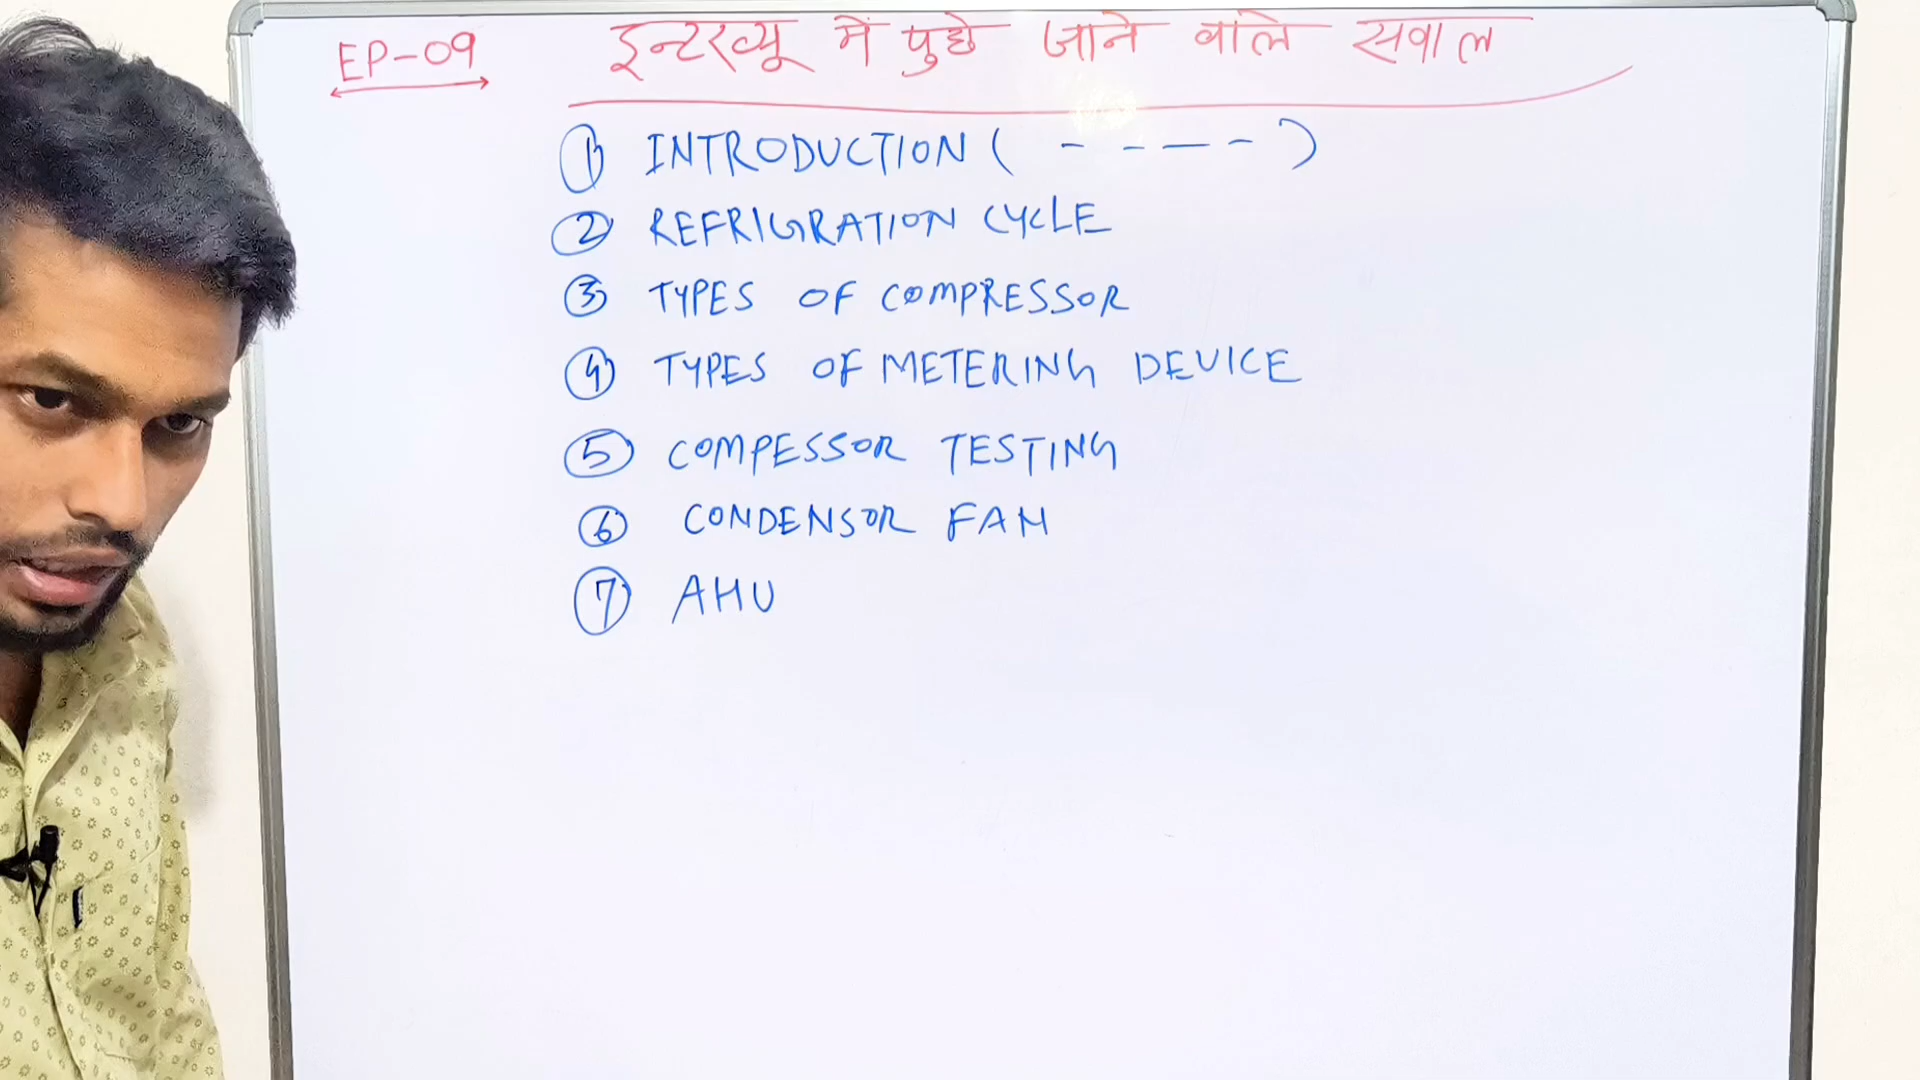 EP-09
इन्टरव्यू में पुछे जाने वाले सवाल
1 INTRODUCTION ( - - - - )
2 REFRIGRATION CYCLE
3 TYPES OF COMPRESSOR
4 TYPES OF METERING DEVICE
5 COMPESSOR TESTING
6 CONDENSOR FAN
7 AHU